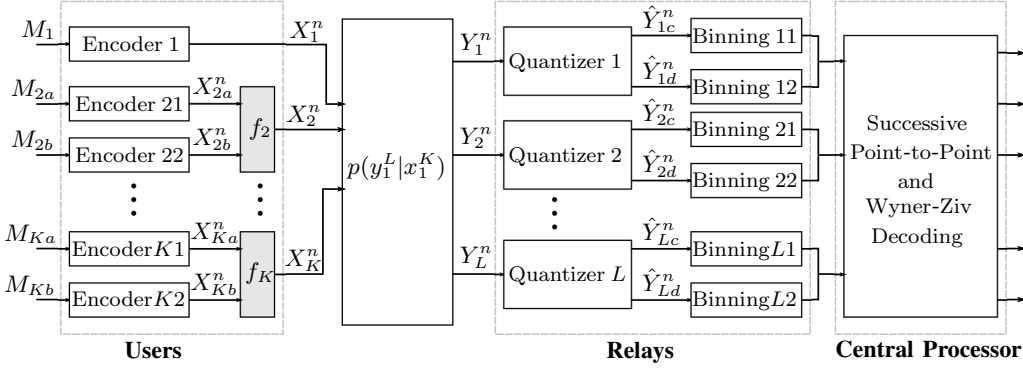 M_1 Encoder 1 X_1^n
M_{2a} Encoder 21 X_{2a}^n
M_{2b} Encoder 22 X_{2b}^n
f_2 X_2^n
⋮
M_{Ka} Encoder K1 X_{Ka}^n
M_{Kb} Encoder K2 X_{Kb}^n
f_K X_K^n
Users
p(y_1^L|x_1^K)
Y_1^n Quantizer 1
Ŷ_{1c}^n Binning 11
Ŷ_{1d}^n Binning 12
Y_2^n Quantizer 2
Ŷ_{2c}^n Binning 21
Ŷ_{2d}^n Binning 22
⋮
Y_L^n Quantizer L
Ŷ_{Lc}^n Binning L1
Ŷ_{Ld}^n Binning L2
Relays
Successive
Point-to-Point
and
Wyner-Ziv
Decoding
Central Processor